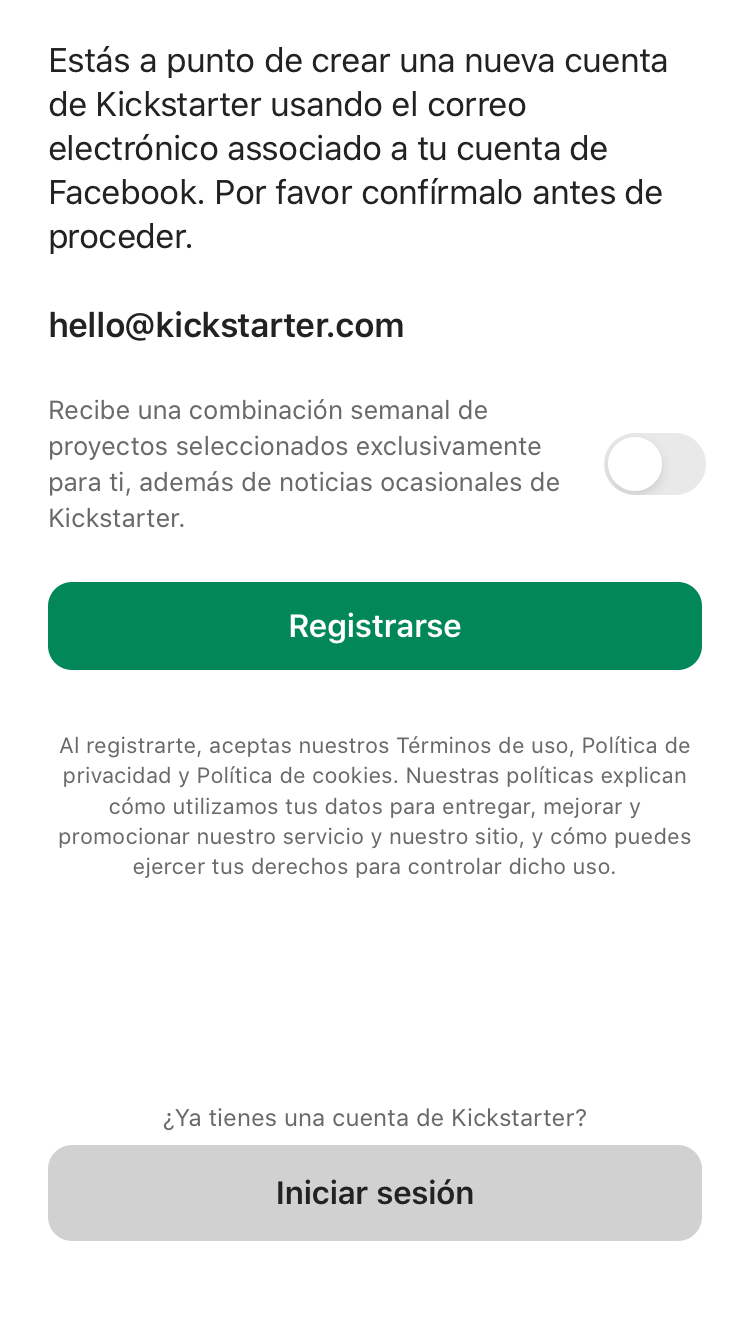 Estás a punto de crear una nueva cuenta
de Kickstarter usando el correo
electrónico associado a tu cuenta de
Facebook. Por favor confírmalo antes de
proceder.
hello@kickstarter.com
Recibe una combinación semanal de
proyectos seleccionados exclusivamente
para ti, además de noticias ocasionales de
Kickstarter.
Registrarse
Al registrarte, aceptas nuestros Términos de uso, Política de
privacidad y Política de cookies. Nuestras políticas explican
cómo utilizamos tus datos para entregar, mejorar y
promocionar nuestro servicio y nuestro sitio, y cómo puedes
ejercer tus derechos para controlar dicho uso.
¿Ya tienes una cuenta de Kickstarter?
Iniciar sesión